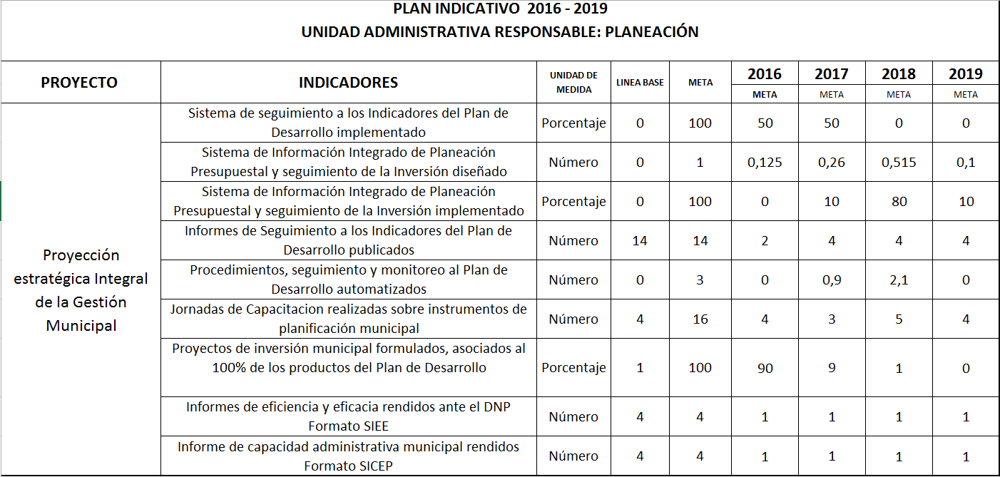 PLAN INDICATIVO 2016 - 2019
UNIDAD ADMINISTRATIVA RESPONSABLE: PLANEACIÓN
PROYECTO INDICADORES UNIDAD DE MEDIDA LINEA BASE META 2016 2017 2018 2019
META META META META
Proyección
estratégica Integral
de la Gestión
Municipal
Sistema de seguimiento a los Indicadores del Plan de
Desarrollo implementado
Porcentaje 0 100 50 50 0 0
Sistema de Información Integrado de Planeación
Presupuestal y seguimiento de la Inversión diseñado
Número 0 1 0,125 0,26 0,515 0,1
Sistema de Información Integrado de Planeación
Presupuestal y seguimiento de la Inversión implementado
Porcentaje 0 100 0 10 80 10
Informes de Seguimiento a los Indicadores del Plan de
Desarrollo publicados
Número 14 14 2 4 4 4
Procedimientos, seguimiento y monitoreo al Plan de
Desarrollo automatizados
Número 0 3 0 0,9 2,1 0
Jornadas de Capacitacion realizadas sobre instrumentos de
planificación municipal
Número 4 16 4 3 5 4
Proyectos de inversión municipal formulados, asociados al
100% de los productos del Plan de Desarrollo
Porcentaje 1 100 90 9 1 0
Informes de eficiencia y eficacia rendidos ante el DNP
Formato SIEE
Número 4 4 1 1 1 1
Informe de capacidad administrativa municipal rendidos
Formato SICEP
Número 4 4 1 1 1 1